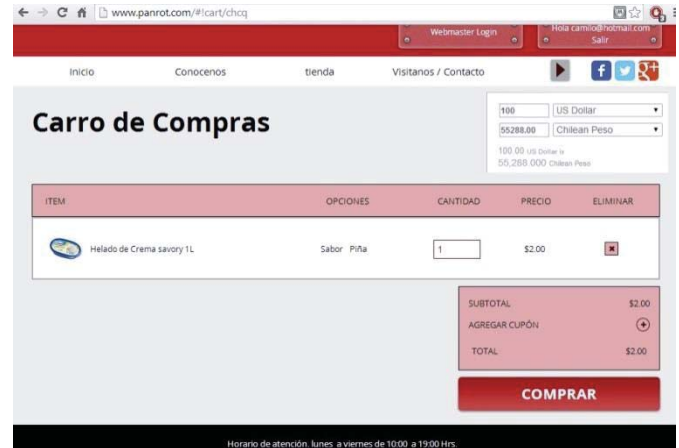 www.panrot.com/#!cart/chcq
Webmaster Login
Hola camilo@hotmail.com
Salir
Inicio Conocenos tienda Visitanos / Contacto
Carro de Compras
100 US Dollar
55288.00 Chilean Peso
100.00 US Dollar is
55,288.000 Chilean Peso
ITEM OPCIONES CANTIDAD PRECIO ELIMINAR
Helado de Crema savory 1L Sabor Piña 1 $2.00
SUBTOTAL $2.00
AGREGAR CUPÓN
TOTAL $2.00
COMPRAR
Horario de atención. lunes a viernes de 10:00 a 19:00 Hrs.